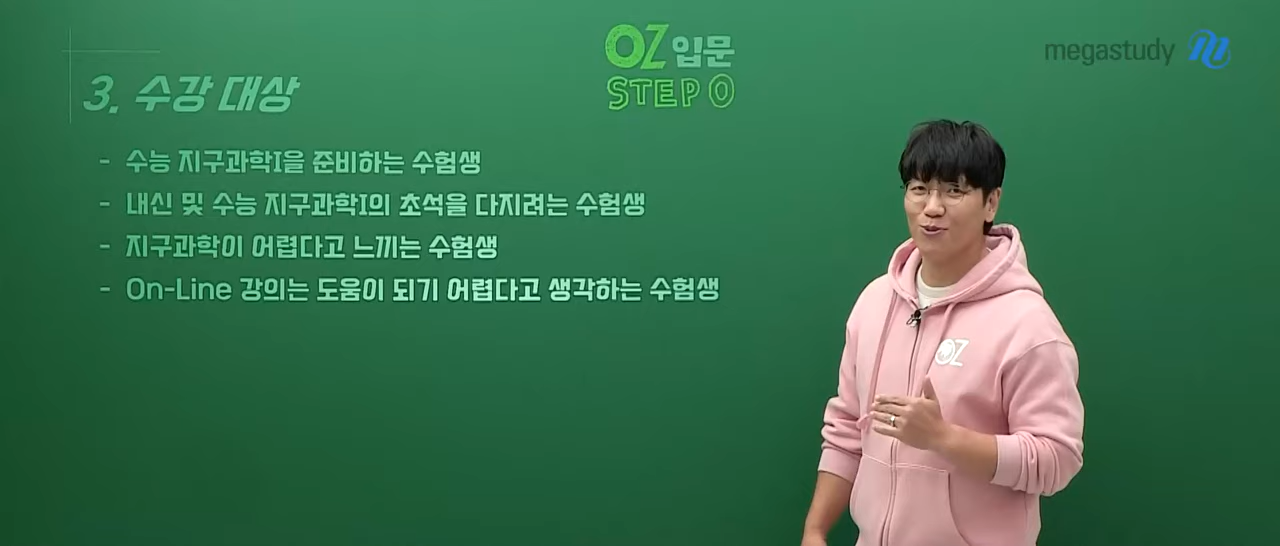 OZ 입문
STEP 0
megastudy
3. 수강 대상
- 수능 지구과학I을 준비하는 수험생
- 내신 및 수능 지구과학I의 초석을 다지려는 수험생
- 지구과학이 어렵다고 느끼는 수험생
- On-Line 강의는 도움이 되기 어렵다고 생각하는 수험생
OZ